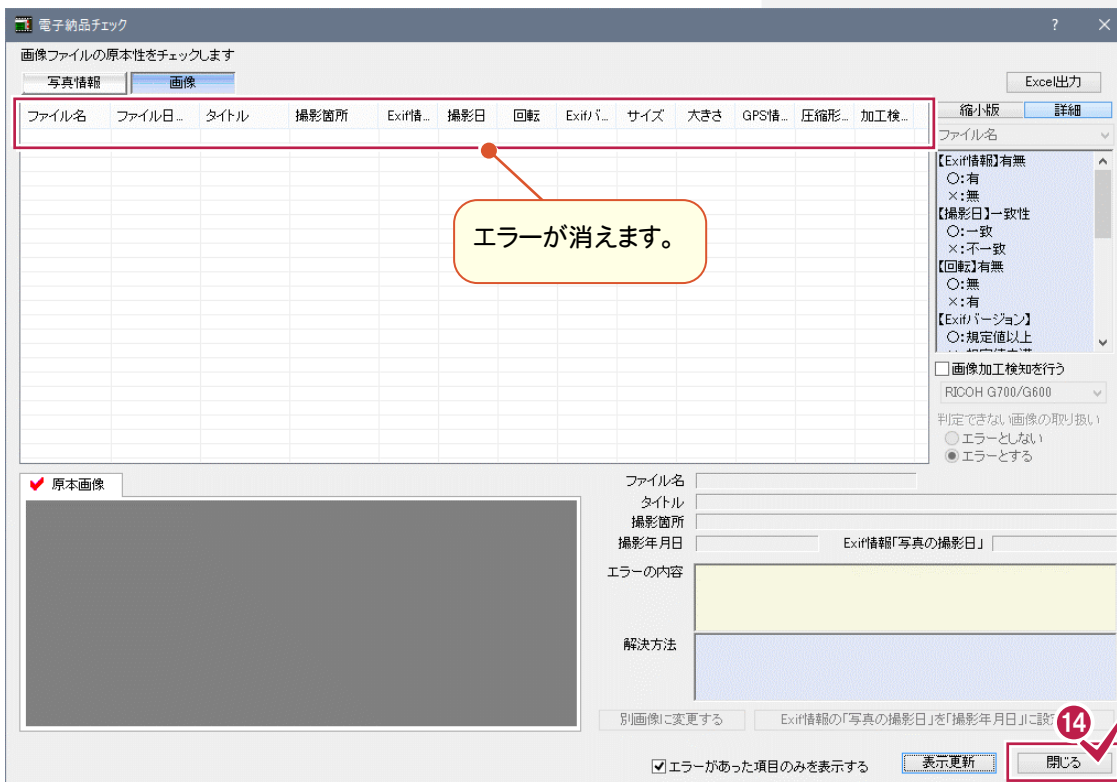 電子納品チェック
画像ファイルの原本性をチェックします
写真情報 画像 Excel出力
ファイル名 ファイル日... タイトル 撮影箇所 Exif情... 撮影日 回転 Exifバ... サイズ 大きさ GPS情... 圧縮形... 加工検...
縮小版 詳細
ファイル名
【Exif情報】有無
○:有
×:無
【撮影日】一致性
○:一致
×:不一致
【回転】有無
○:無
×:有
【Exifバージョン】
○:規定値以上
エラーが消えます。
画像加工検知を行う
RICOH G700/G600
判定できない画像の取り扱い
エラーとしない
エラーとする
原本画像
ファイル名
タイトル
撮影箇所
撮影年月日 Exif情報「写真の撮影日」
エラーの内容
解決方法
別画像に変更する Exif情報の「写真の撮影日」を「撮影年月日」に設
14
エラーがあった項目のみを表示する 表示更新 閉じる